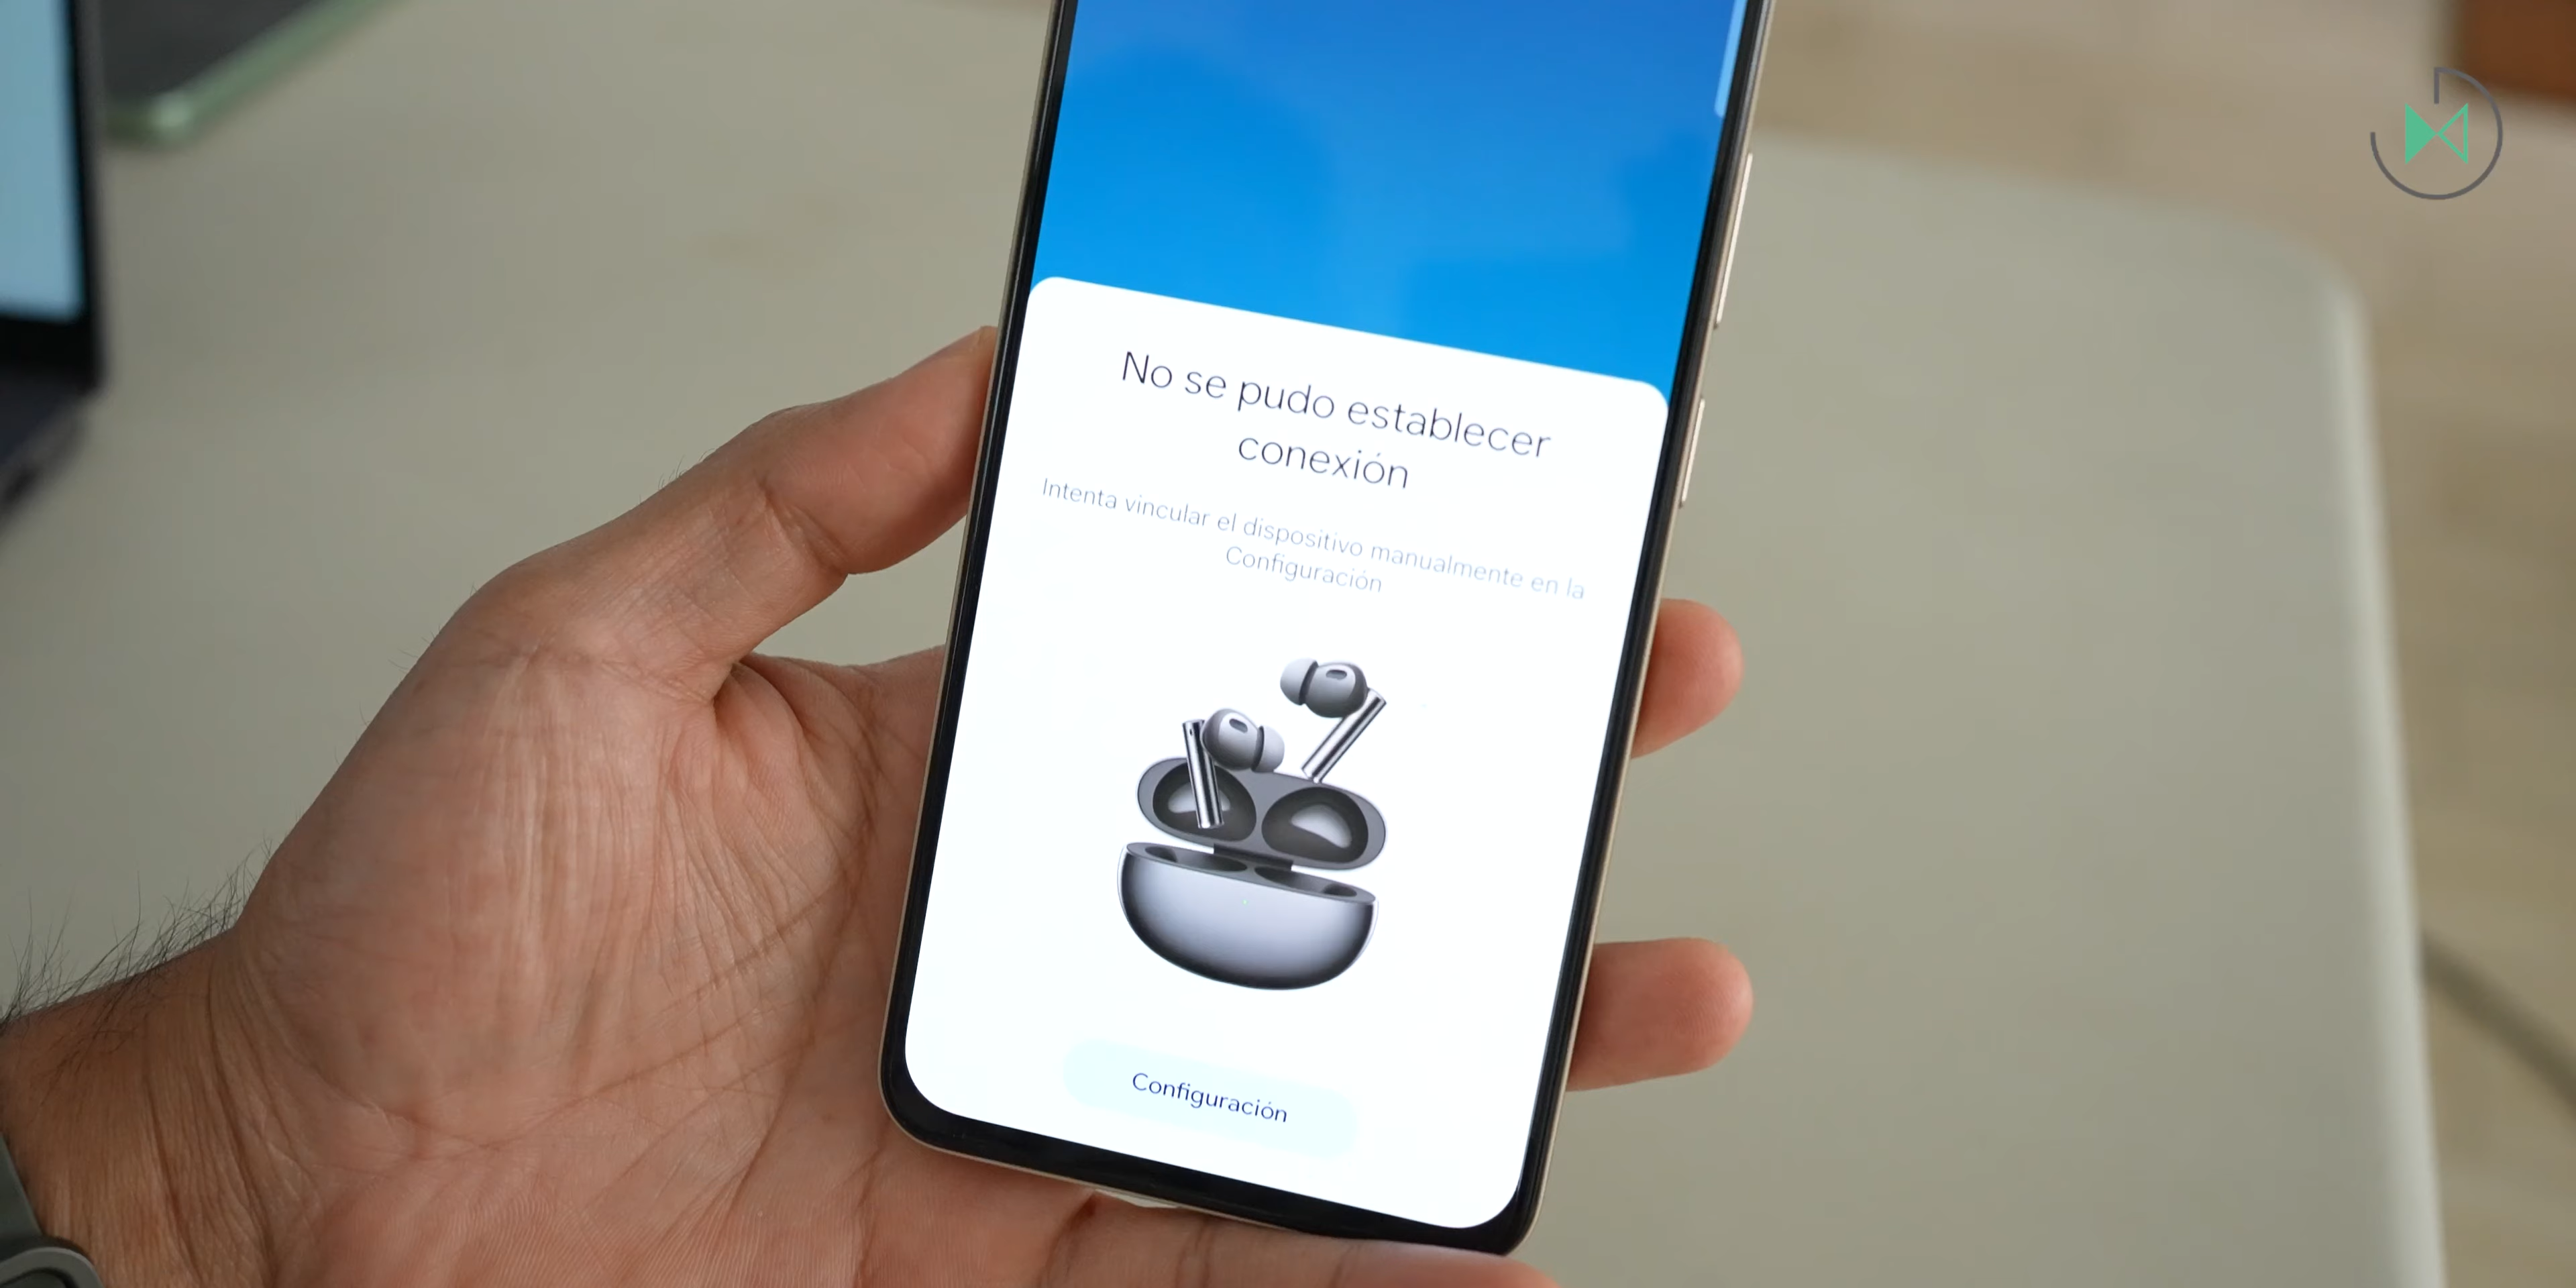 No se pudo establecer
conexión
Intenta vincular el dispositivo manualmente en la
Configuración
Configuración